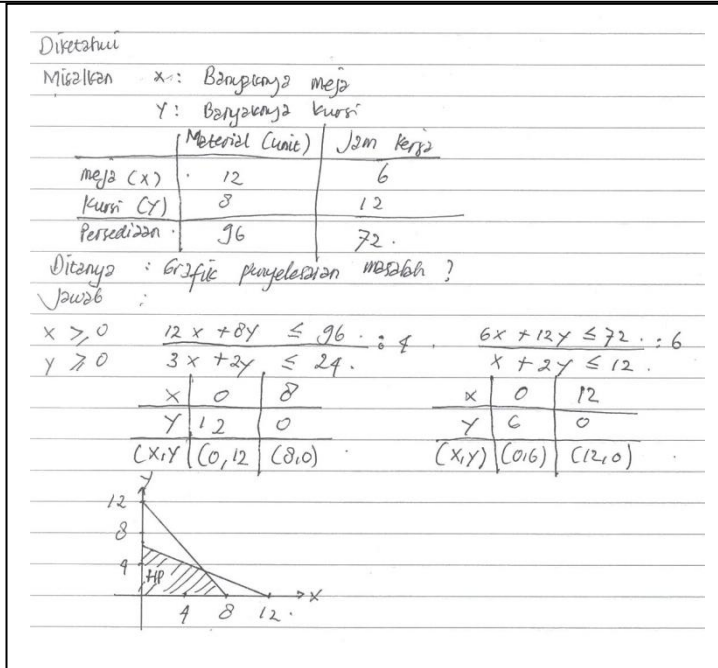 Diketahui
Misalkan x : Banyaknya meja
Y : Banyaknya kursi
Material (unit) Jam Kerja
meja (x) 12 6
Kursi (Y) 8 12
Persediaan 96 72.
Ditanya : Grafik penyelesaian masalah ?
Jawab :
x ≥ 0 12x + 8y ≤ 96 . : 4 . 6x + 12y ≤ 72 . : 6
y ≥ 0 3x + 2y ≤ 24 . x + 2y ≤ 12 .
x 0 8 x 0 12
Y 12 0 Y 6 0
(x,y (0,12 (8,0) . (x,y) (0,6) (12,0) .
y
12
8
4 HP
4 8 12 . x